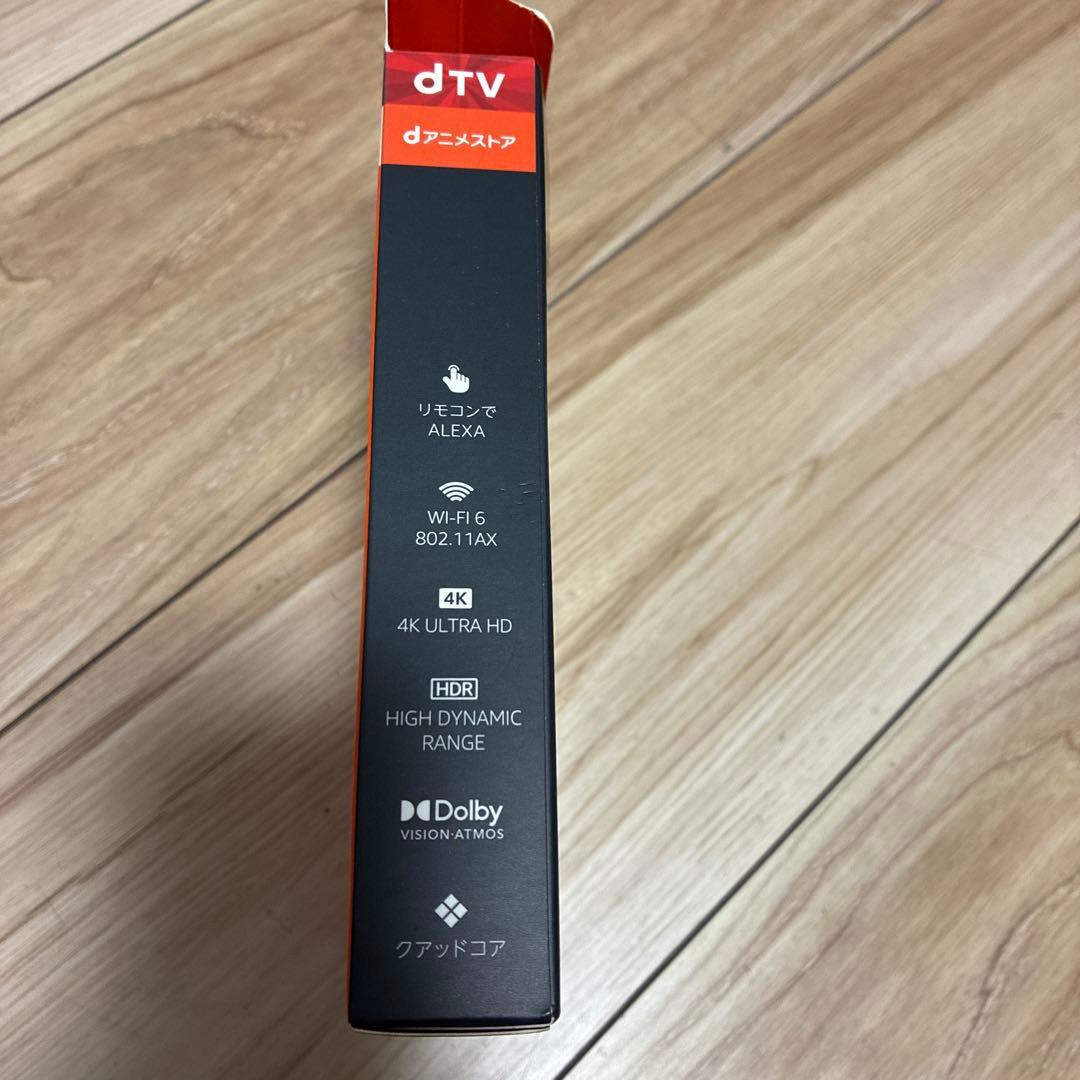 dTV
dアニメストア
リモコンで
ALEXA
WI-FI 6
802.11AX
4K
4K ULTRA HD
HDR
HIGH DYNAMIC
RANGE
Dolby
VISION·ATMOS
クアッドコア